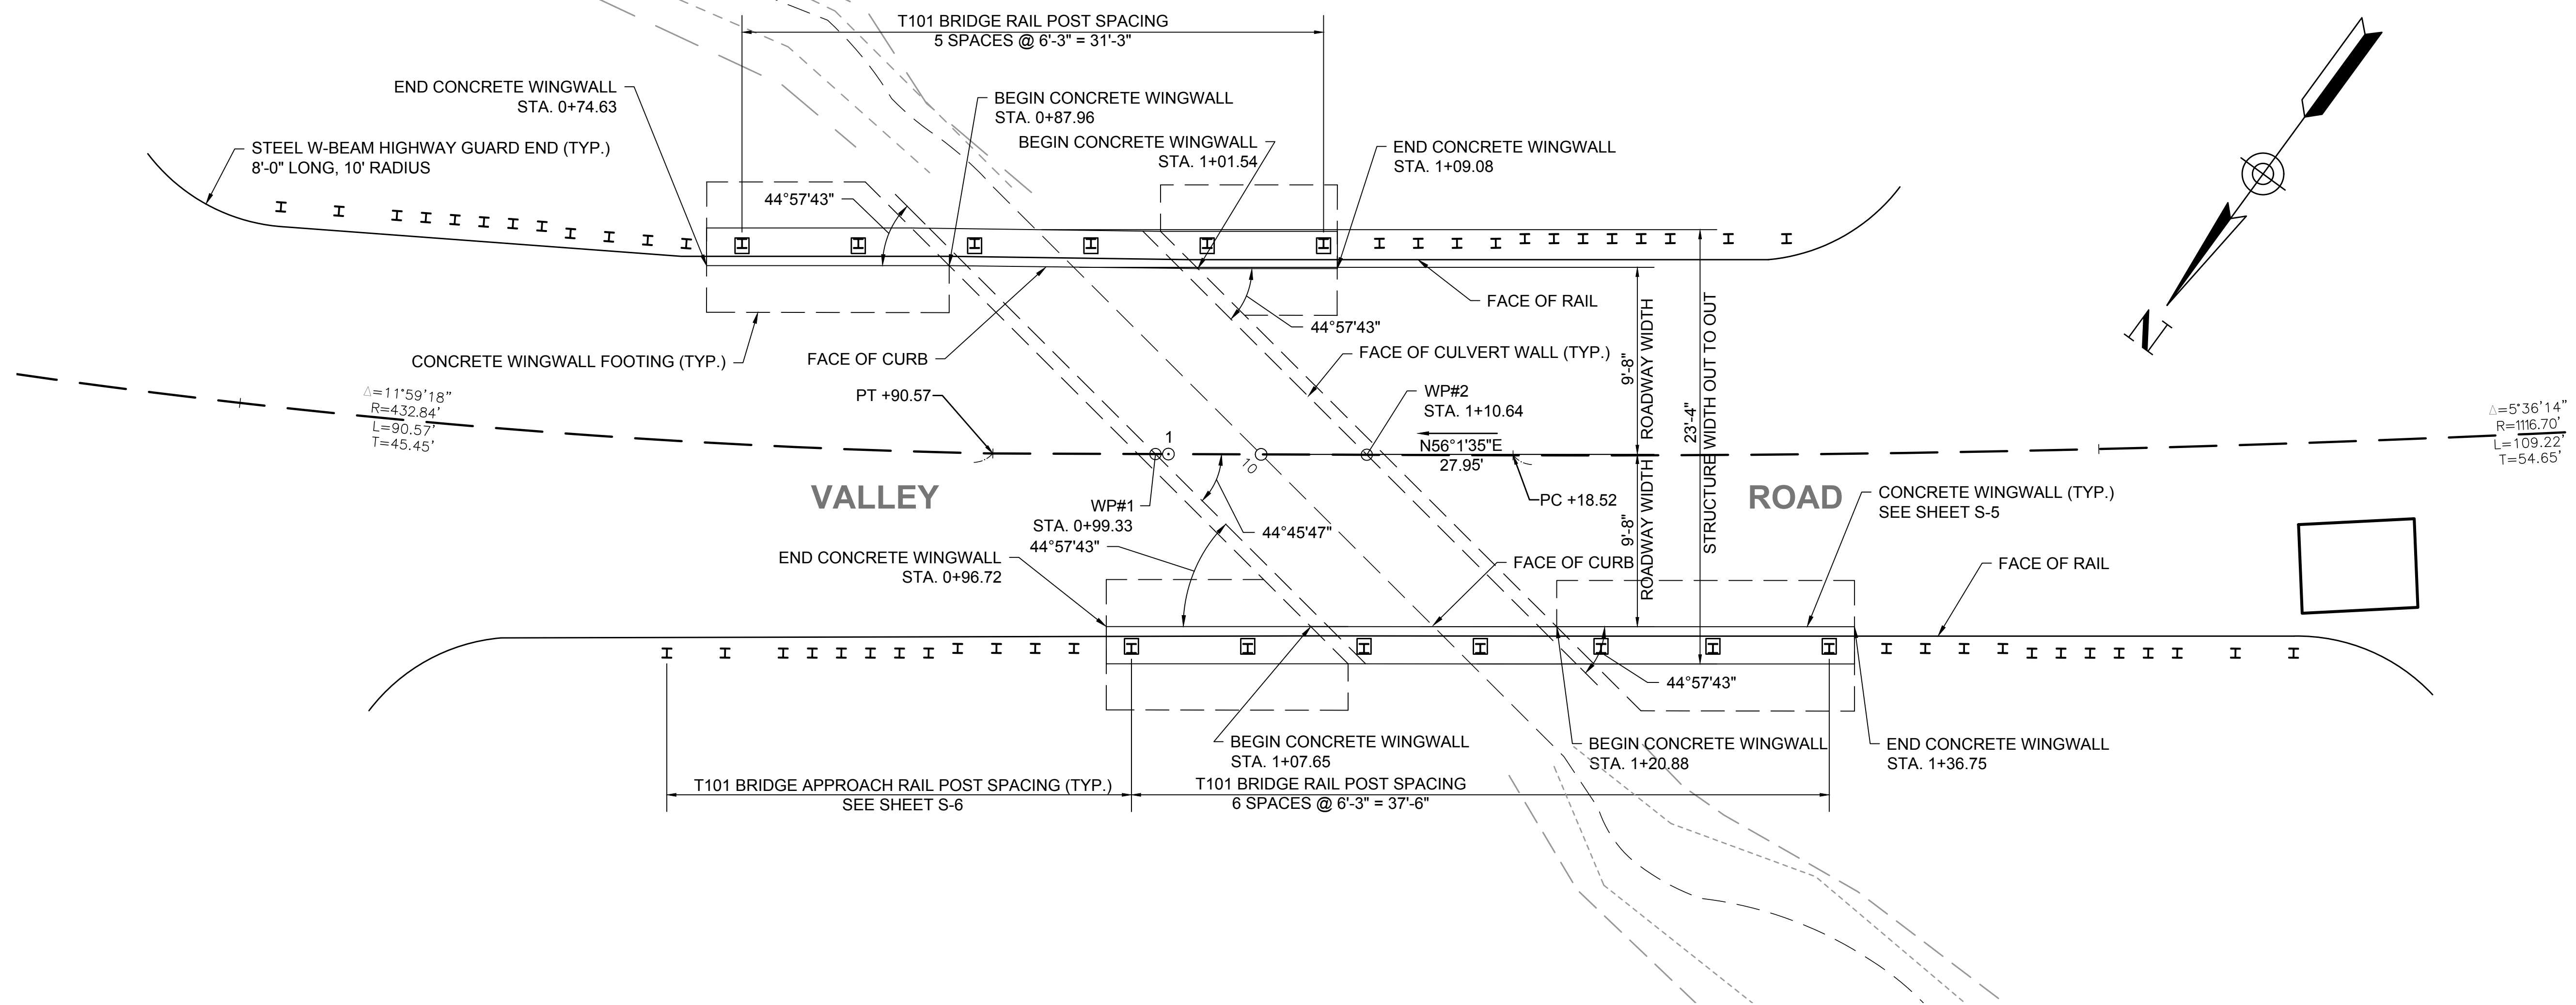 T101 BRIDGE RAIL POST SPACING
5 SPACES @ 6'-3" = 31'-3"
END CONCRETE WINGWALL
STA. 0+74.63
BEGIN CONCRETE WINGWALL
STA. 0+87.96
BEGIN CONCRETE WINGWALL
STA. 1+01.54
END CONCRETE WINGWALL
STA. 1+09.08
STEEL W-BEAM HIGHWAY GUARD END (TYP.)
8'-0" LONG, 10' RADIUS
44°57'43"
N
FACE OF RAIL
44°57'43"
CONCRETE WINGWALL FOOTING (TYP.)
FACE OF CURB
FACE OF CULVERT WALL (TYP.)
9'-8"
ROADWAY WIDTH
23'-4"
STRUCTURE WIDTH OUT TO OUT
Δ=11°59'18"
R=432.84'
L=90.57'
T=45.45'
PT +90.57
WP#2
STA. 1+10.64
N56°1'35"E
27.95'
Δ=5°36'14"
R=1116.70'
L=109.22'
T=54.65'
1
10
VALLEY
ROAD
WP#1
STA. 0+99.33
44°45'47"
PC +18.52
9'-8"
ROADWAY WIDTH
CONCRETE WINGWALL (TYP.)
SEE SHEET S-5
44°57'43"
END CONCRETE WINGWALL
STA. 0+96.72
FACE OF CURB
FACE OF RAIL
44°57'43"
BEGIN CONCRETE WINGWALL
STA. 1+07.65
BEGIN CONCRETE WINGWALL
STA. 1+20.88
END CONCRETE WINGWALL
STA. 1+36.75
T101 BRIDGE APPROACH RAIL POST SPACING (TYP.)
SEE SHEET S-6
T101 BRIDGE RAIL POST SPACING
6 SPACES @ 6'-3" = 37'-6"